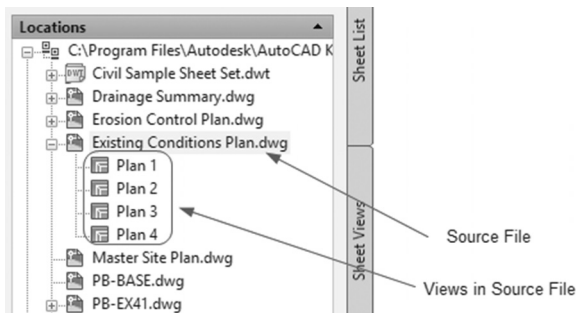 Locations
C:\Program Files\Autodesk\AutoCAD K
DWT
Civil Sample Sheet Set.dwt
Drainage Summary.dwg
Erosion Control Plan.dwg
Existing Conditions Plan.dwg
Plan 1
Plan 2
Plan 3
Plan 4
Master Site Plan.dwg
PB-BASE.dwg
PB-EX41.dwg
Sheet List
Sheet Views
Source File
Views in Source File